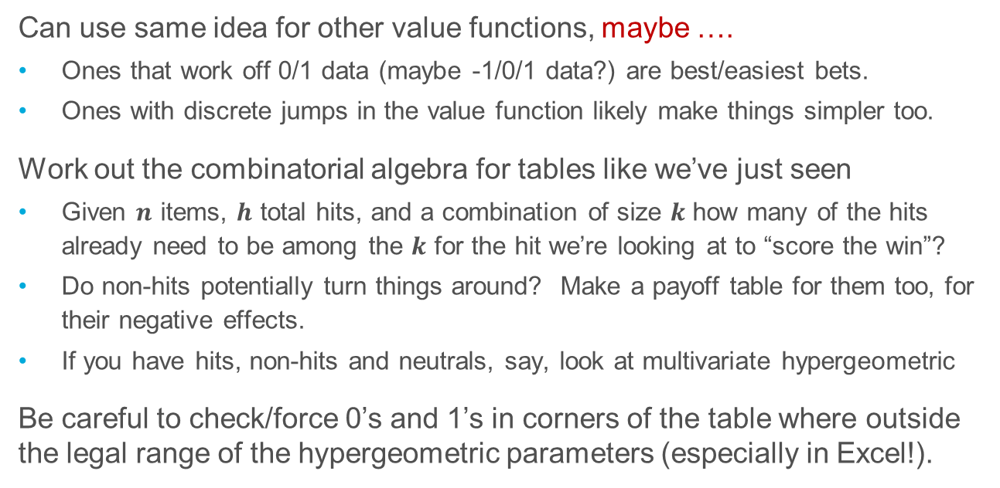 Can use same idea for other value functions, maybe ….
• Ones that work off 0/1 data (maybe -1/0/1 data?) are best/easiest bets.
• Ones with discrete jumps in the value function likely make things simpler too.
Work out the combinatorial algebra for tables like we’ve just seen
• Given n items, h total hits, and a combination of size k how many of the hits
already need to be among the k for the hit we’re looking at to “score the win”?
• Do non-hits potentially turn things around? Make a payoff table for them too, for
their negative effects.
• If you have hits, non-hits and neutrals, say, look at multivariate hypergeometric
Be careful to check/force 0’s and 1’s in corners of the table where outside
the legal range of the hypergeometric parameters (especially in Excel!).